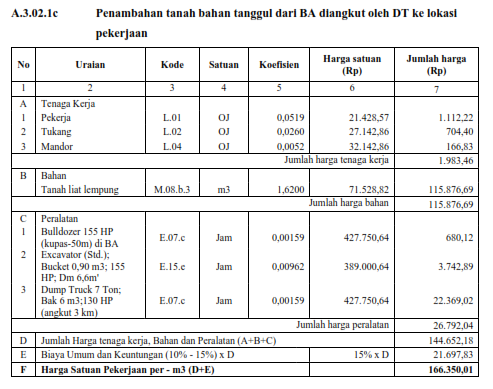 A.3.02.1c Penambahan tanah bahan tanggul dari BA diangkut oleh DT ke lokasi
pekerjaan
No Uraian Kode Satuan Koefisien Harga satuan (Rp) Jumlah harga (Rp)
1 2 3 4 5 6 7
A Tenaga Kerja
1 Pekerja L.01 OJ 0,0519 21.428,57 1.112,22
2 Tukang L.02 OJ 0,0260 27.142,86 704,40
3 Mandor L.04 OJ 0,0052 32.142,86 166,83
Jumlah harga tenaga kerja 1.983,46
B Bahan
Tanah liat lempung M.08.b.3 m3 1,6200 71.528,82 115.876,69
Jumlah harga bahan 115.876,69
C Peralatan
1 Bulldozer 155 HP
(kupas-50m) di BA E.07.c Jam 0,00159 427.750,64 680,12
2 Excavator (Std.);
Bucket 0,90 m3; 155 E.15.e Jam 0,00962 389.000,64 3.742,89
HP; Dm 6,6m'
3 Dump Truck 7 Ton;
Bak 6 m3;130 HP E.07.c Jam 0,00159 427.750,64 22.369,02
(angkut 3 km)
Jumlah harga peralatan 26.792,04
D Jumlah Harga tenaga kerja, Bahan dan Peralatan (A+B+C) 144.652,18
E Biaya Umum dan Keuntungan (10% - 15%) x D 15% x D 21.697,83
F Harga Satuan Pekerjaan per - m3 (D+E) 166.350,01